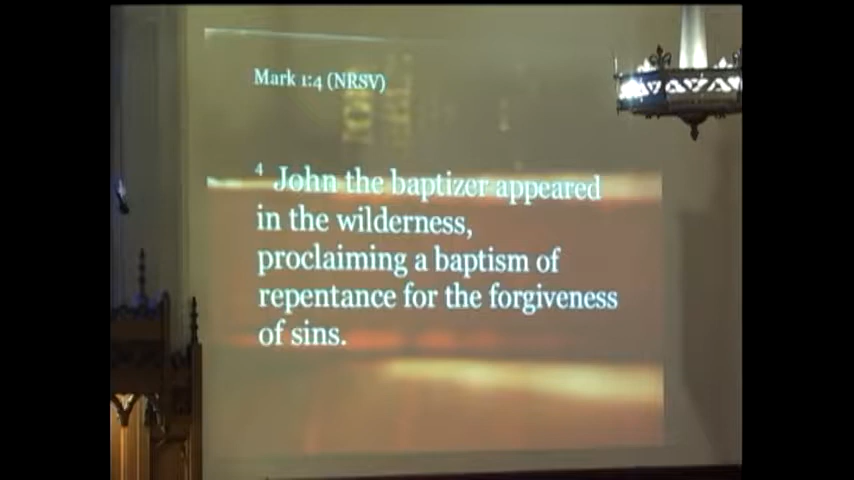 Mark 1:4 (NRSV)
4 John the baptizer appeared
in the wilderness,
proclaiming a baptism of
repentance for the forgiveness
of sins.